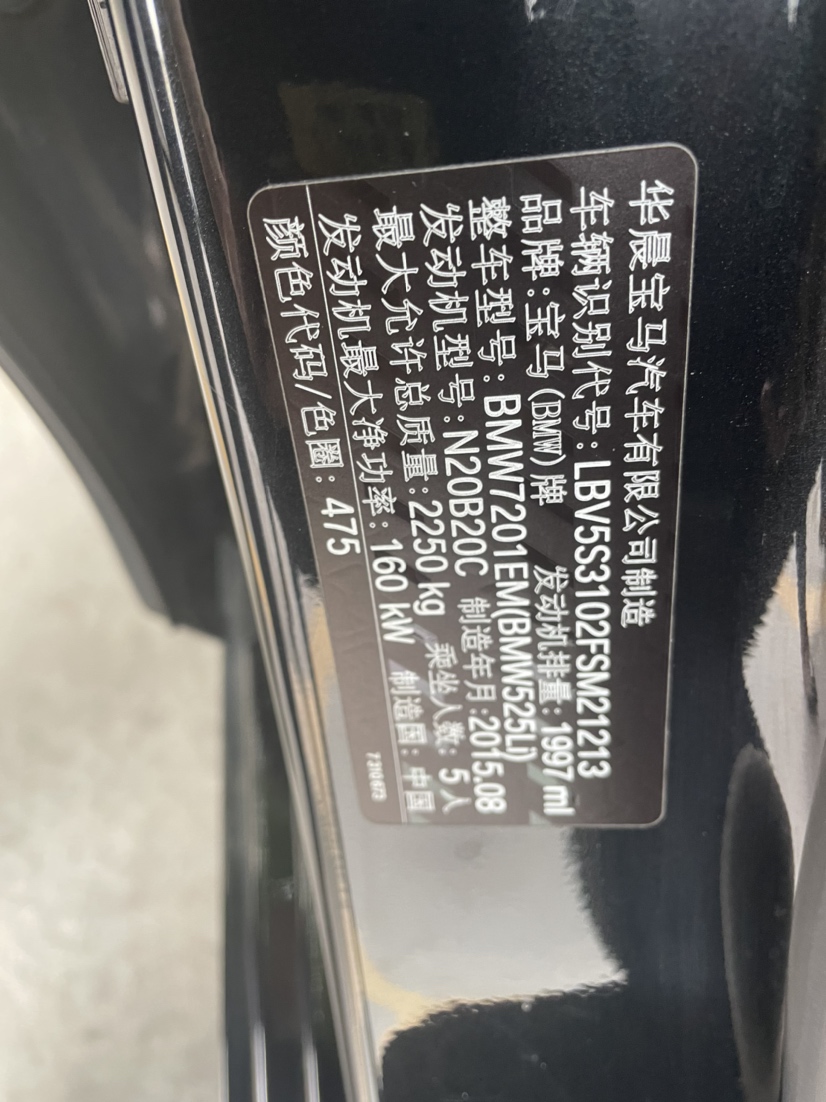 华晨宝马汽车有限公司制造
车辆识别代号:LBV5S3102FSM21213
品牌:宝马(BMW)牌 发动机排量:1997 ml
整车型号:BMW7201EM(BMW525Li)
发动机型号:N20B20C 制造年月:2015.08
最大允许总质量:2250 kg 乘坐人数:5人
发动机最大净功率:160 kW 制造国:中国
颜色代码/色圈:475
7310673